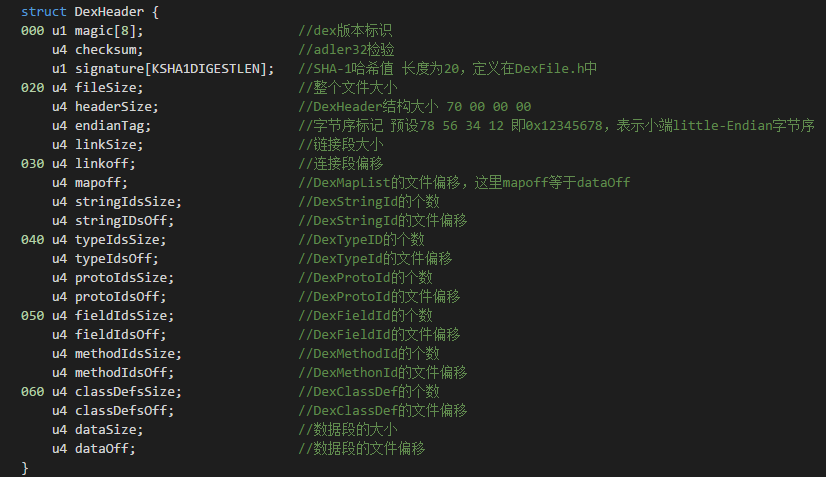 struct DexHeader {
000 u1 magic[8]; //dex版本标识
u4 checksum; //adler32检验
u1 signature[KSHA1DIGESTLEN]; //SHA-1哈希值 长度为20，定义在DexFile.h中
020 u4 fileSize; //整个文件大小
u4 headerSize; //DexHeader结构大小 70 00 00 00
u4 endianTag; //字节序标记 预设78 56 34 12 即0x12345678，表示小端little-Endian字节序
u4 linkSize; //链接段大小
030 u4 linkoff; //连接段偏移
u4 mapoff; //DexMapList的文件偏移，这里mapoff等于dataOff
u4 stringIdsSize; //DexStringId的个数
u4 stringIDsOff; //DexStringId的文件偏移
040 u4 typeIdsSize; //DexTypeID的个数
u4 typeIdsOff; //DexTypeId的文件偏移
u4 protoIdsSize; //DexProtoId的个数
u4 protoIdsOff; //DexProtoId的文件偏移
050 u4 fieldIdsSize; //DexFieldId的个数
u4 fieldIdsOff; //DexFieldId的文件偏移
u4 methodIdsSize; //DexMethodId的个数
u4 methodIdsOff; //DexMethonId的文件偏移
060 u4 classDefsSize; //DexClassDef的个数
u4 classDefsOff; //DexClassDef的文件偏移
u4 dataSize; //数据段的大小
u4 dataOff; //数据段的文件偏移
}